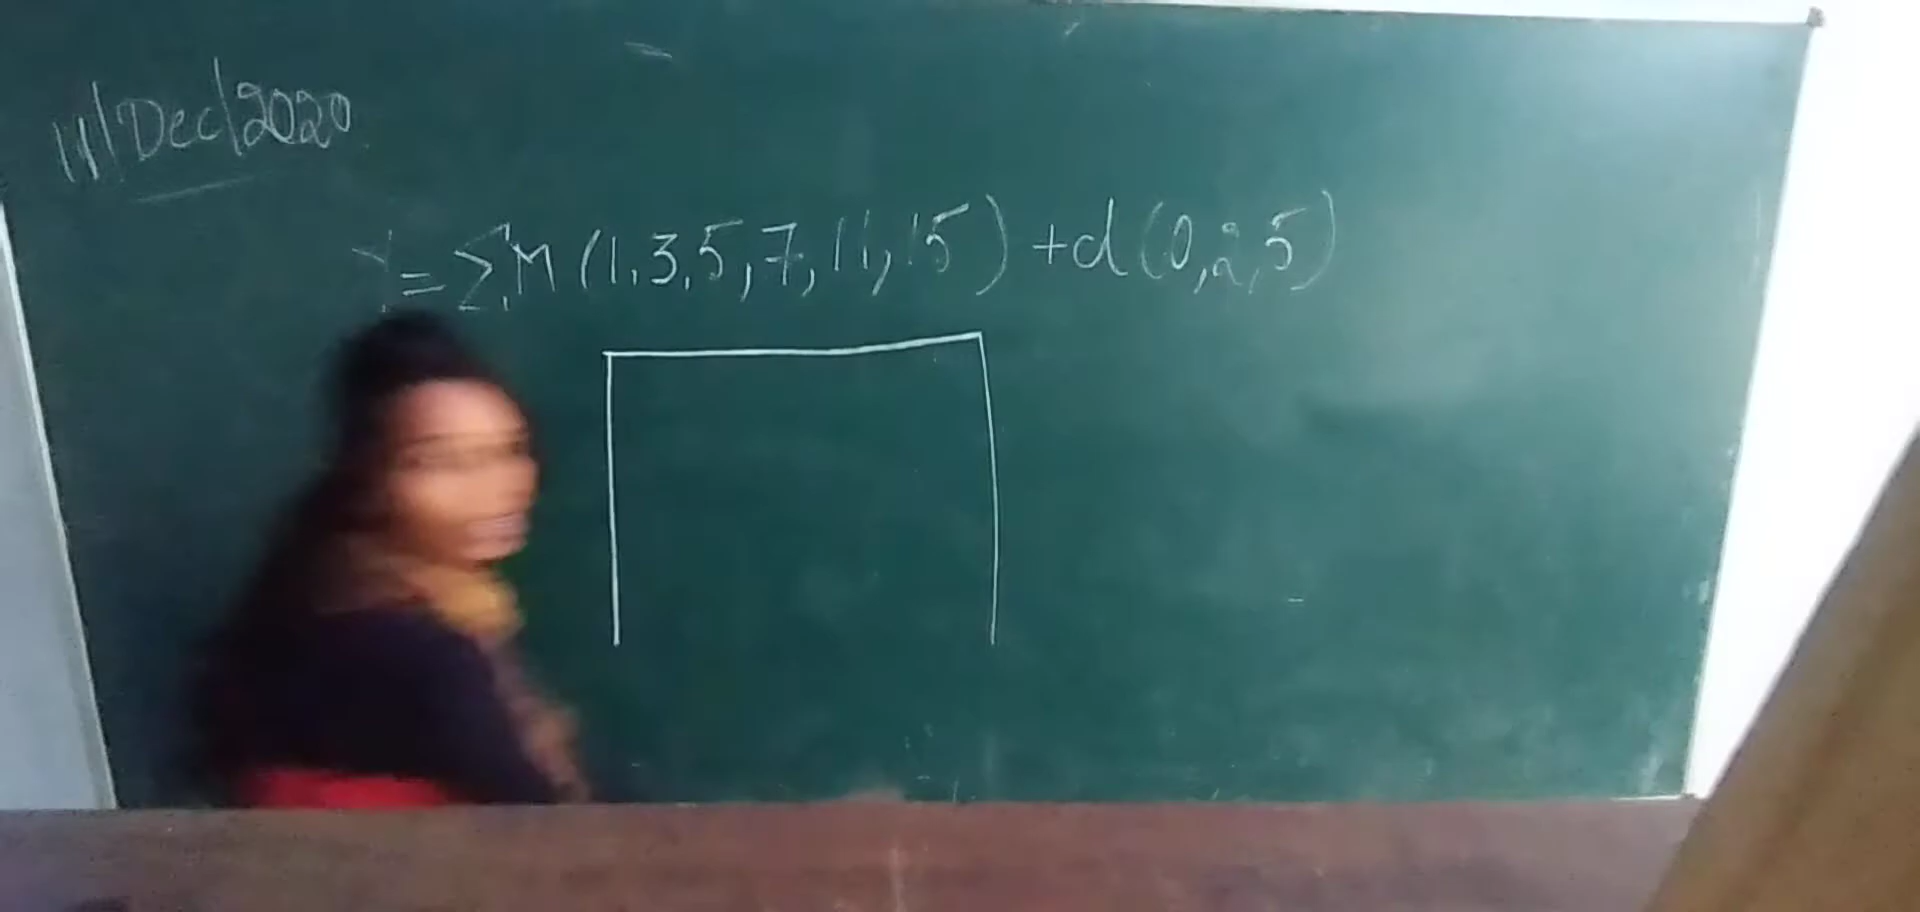 11/Dec/2020
Y = ΣM (1,3,5,7,11,15) + d (0,2,5)